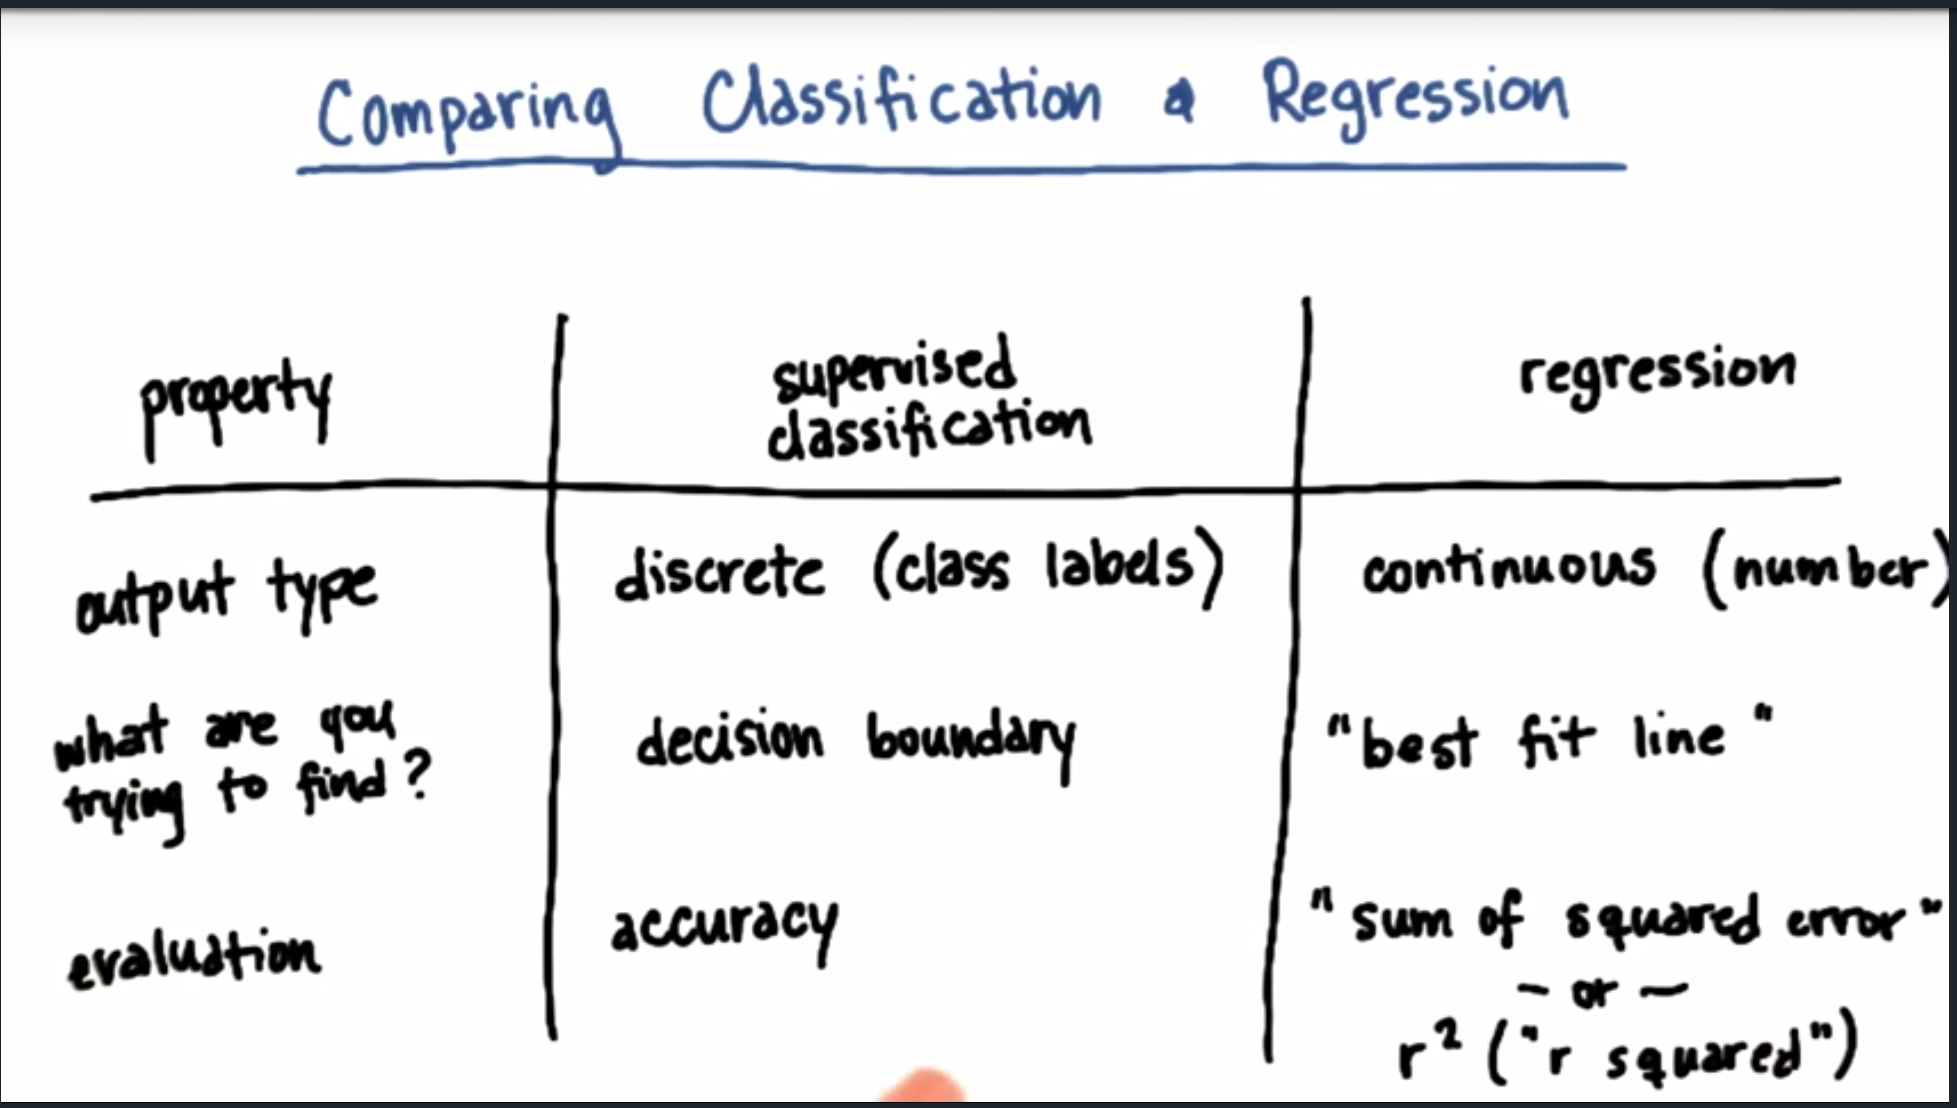 Comparing Classification & Regression
property
supervised
classification
regression
output type
discrete (class labels)
continuous (number)
what are you
trying to find?
decision boundary
"best fit line"
evaluation
accuracy
"sum of squared error"
- or -
r² ("r squared")